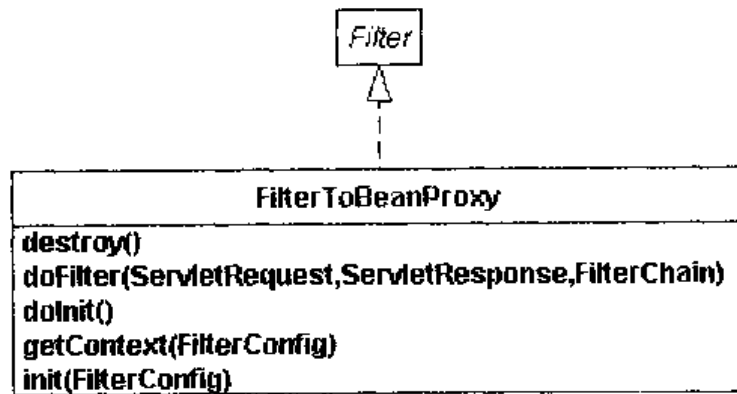 Filter
FilterToBeanProxy
destroy()
doFilter(ServletRequest,ServletResponse,FilterChain)
doInit()
getContext(FilterConfig)
init(FilterConfig)